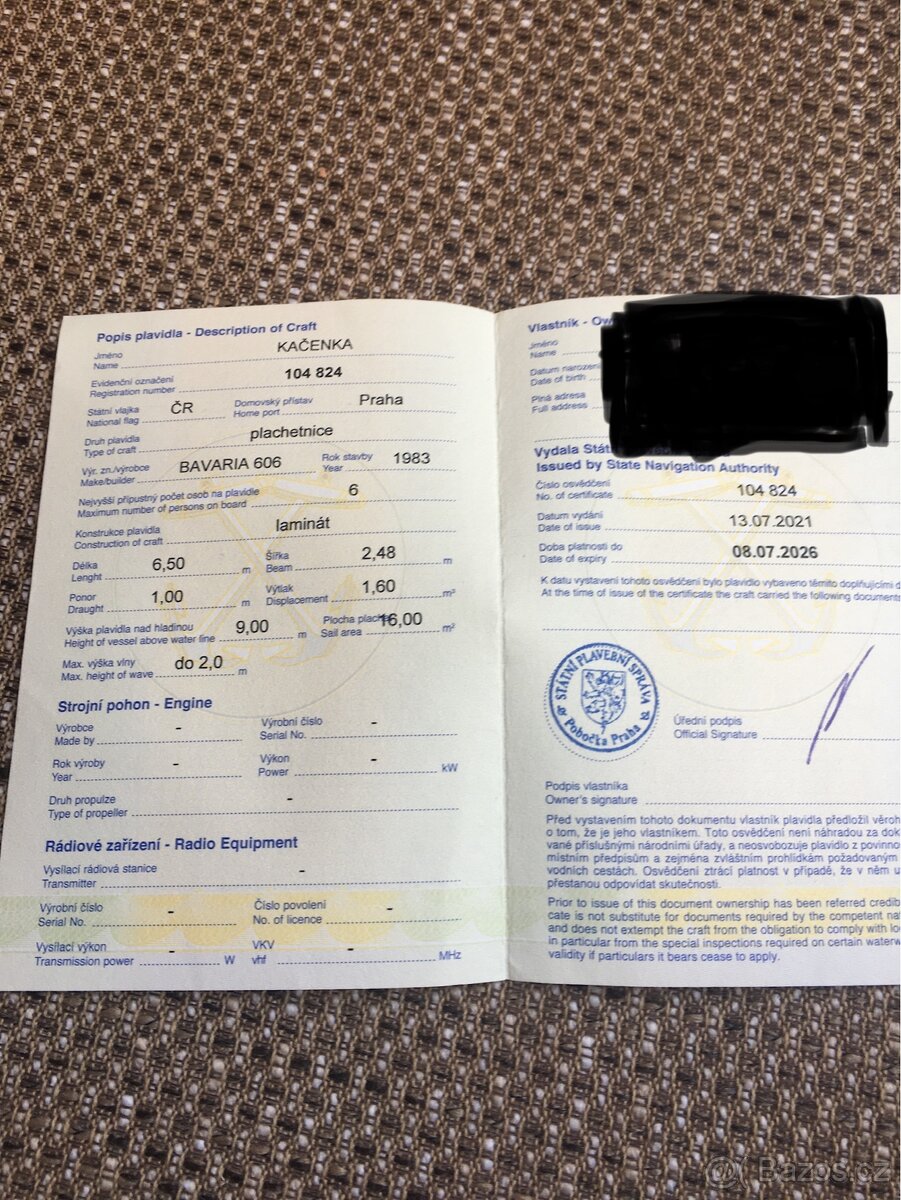 Popis plavidla - Description of Craft
Jméno
Name
KAČENKA
Evidenční označení
Registration number
104 824
Státní vlajka
National flag
ČR
Domovský přístav
Home port
Praha
Druh plavidla
Type of craft
plachetnice
Výr. zn./výrobce
Make/builder
BAVARIA 606
Rok stavby
Year
1983
Nejvyšší přípustný počet osob na plavidle
Maximum number of persons on board
6
Konstrukce plavidla
Construction of craft
laminát
Délka
Lenght
6,50
m
Šířka
Beam
2,48
m
Ponor
Draught
1,00
m
Výtlak
Displacement
1,60
m³
Výška plavidla nad hladinou
Height of vessel above water line
9,00
m
Plocha
Sail area
16,00
m²
Max. výška vlny
Max. height of wave
do 2,0
m
Strojní pohon - Engine
Výrobce
Made by
-
Výrobní číslo
Serial No.
-
Rok výroby
Year
-
Výkon
Power
-
kW
Druh propulze
Type of propeller
-
Rádiové zařízení - Radio Equipment
Vysílací rádiová stanice
Transmitter
-
Výrobní číslo
Serial No.
-
Číslo povolení
No. of licence
-
Vysílací výkon
Transmission power
-
W
VKV
vhf
-
MHz
Vlastník - Ow
Jméno
Name
Datum narození
Date of birth
Plná adresa
Full address
Vydala Stát
Issued by State Navigation Authority
Číslo osvědčení
No. of certificate
104 824
Datum vydání
Date of issue
13.07.2021
Doba platnosti do
Date of expiry
08.07.2026
K datu vystavení tohoto osvědčení bylo plavidlo vybaveno těmito doplňujícími d
At the time of issue of the certificate the craft carried the following documents
STÁTNÍ PLAVEBNÍ SPRÁVA
Pobočka Praha
Úřední podpis
Official Signature
Podpis vlastníka
Owner's signature
Před vystavením tohoto dokumentu vlastník plavidla předložil věroh
o tom, že je jeho vlastníkem. Toto osvědčení není náhradou za dok
vané příslušnými národními úřady, a neosvobozuje plavidlo z povinno
místním předpisům a zejména zvláštním prohlídkám požadovaným
vodních cestách. Osvědčení ztrácí platnost v případě, že v něm u
přestanou odpovídat skutečnosti.
Prior to issue of this document ownership has been referred credib
cate is not substitute for documents required by the competent na
and does not exempt the craft from the obligation to comply with lo
in particular from the special inspections required on certain waterw
validity if particulars it bears cease to apply.
Bazos.cz